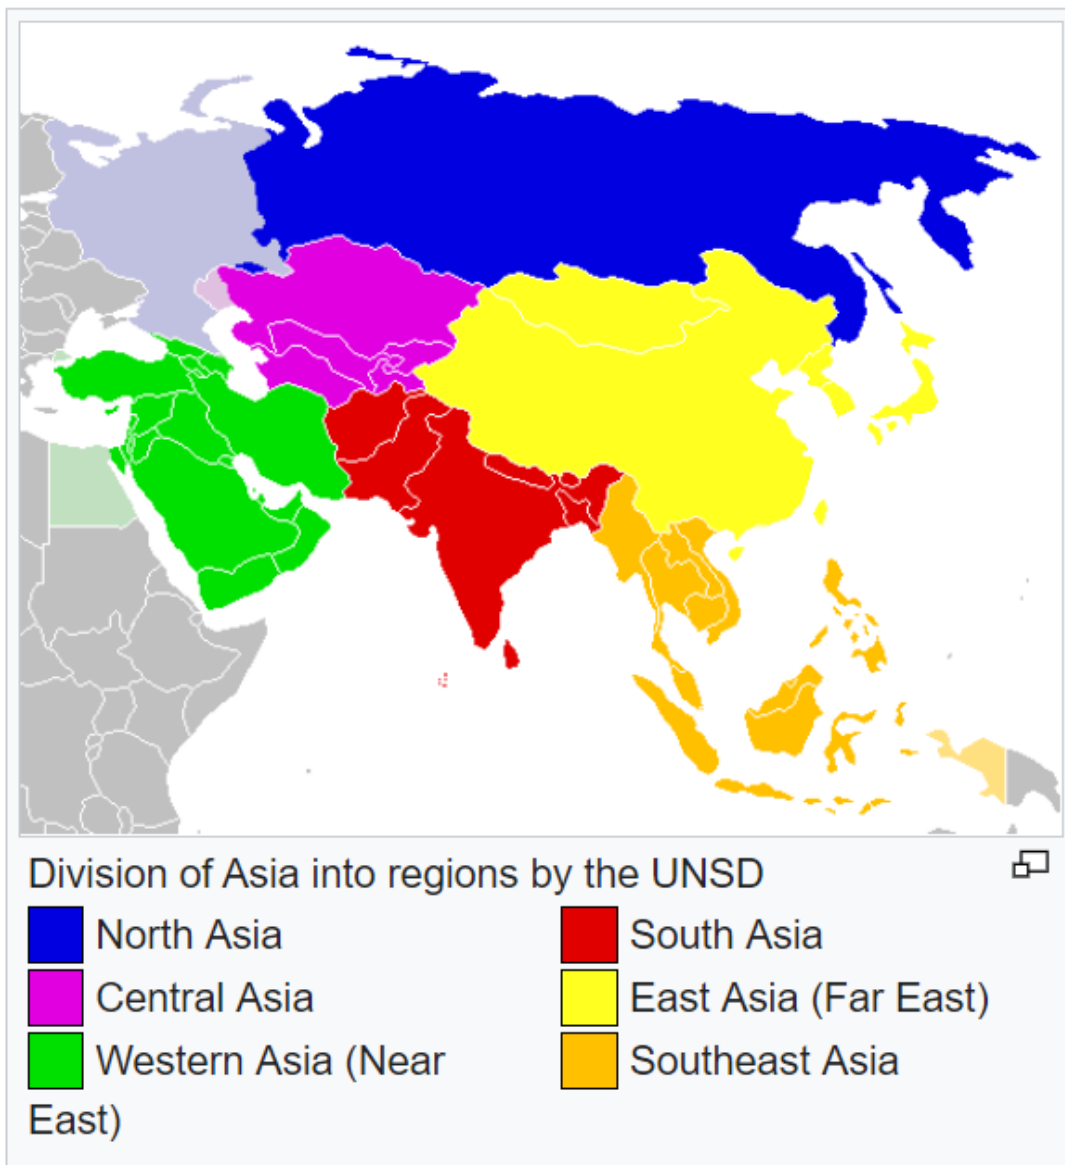 Division of Asia into regions by the UNSD
North Asia
South Asia
Central Asia
East Asia (Far East)
Western Asia (Near
East)
Southeast Asia